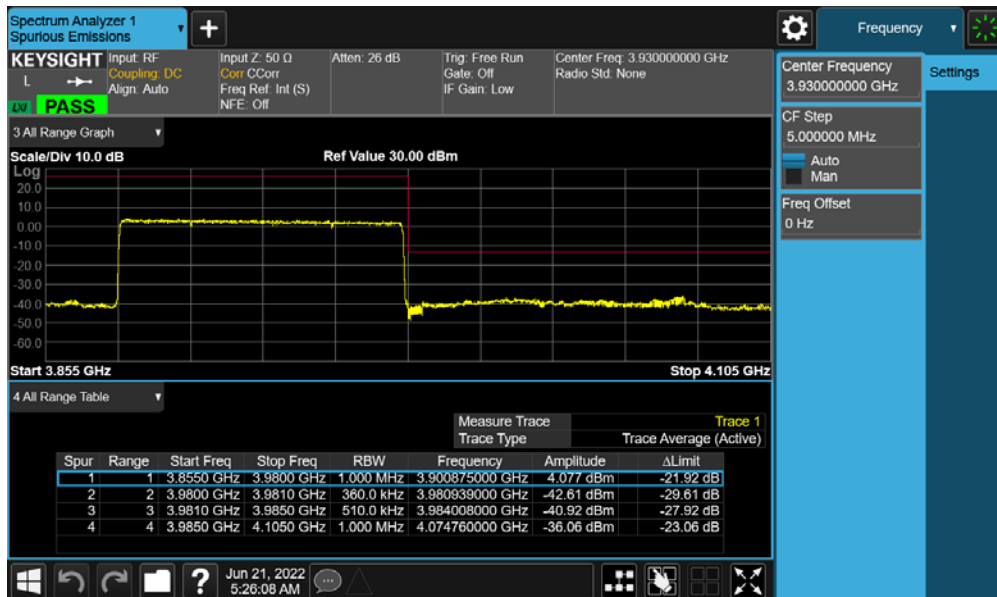 Spectrum Analyzer 1
Spurious Emissions
+
Frequency
KEYSIGHT Input: RF Input Z: 50 Ω Atten: 26 dB Trig: Free Run Center Freq: 3.930000000 GHz
L Coupling: DC Corr CCorr Gate: Off Radio Std: None
Align: Auto Freq Ref: Int (S) IF Gain: Low
LXI PASS NFE: Off
Center Frequency
3.930000000 GHz
Settings
CF Step
5.000000 MHz
Auto
Man
Freq Offset
0 Hz
3 All Range Graph
Scale/Div 10.0 dB Ref Value 30.00 dBm
Log
20.0
10.0
0.00
-10.0
-20.0
-30.0
-40.0
-50.0
-60.0
Start 3.855 GHz Stop 4.105 GHz
4 All Range Table
Measure Trace Trace 1
Trace Type Trace Average (Active)
Spur Range Start Freq Stop Freq RBW Frequency Amplitude ΔLimit
1 1 3.8550 GHz 3.9800 GHz 1.000 MHz 3.900875000 GHz 4.077 dBm -21.92 dB
2 2 3.9800 GHz 3.9810 GHz 360.0 kHz 3.980939000 GHz -42.61 dBm -29.61 dB
3 3 3.9810 GHz 3.9850 GHz 510.0 kHz 3.984008000 GHz -40.92 dBm -27.92 dB
4 4 3.9850 GHz 4.1050 GHz 1.000 MHz 4.074760000 GHz -36.06 dBm -23.06 dB
? Jun 21, 2022
5:26:08 AM